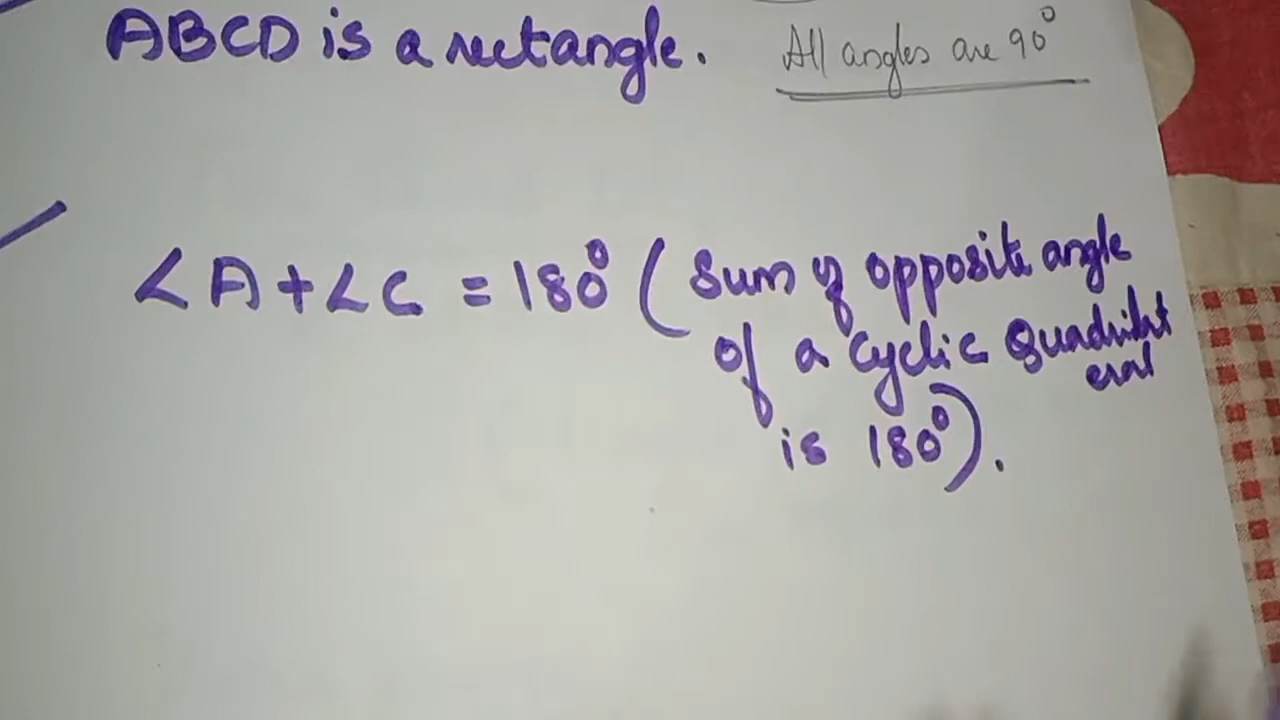 ABCD is a rectangle. All angles are 90°
∠A+∠C = 180° (Sum of opposite angle
of a cyclic Quadrilat
eral
is 180°).